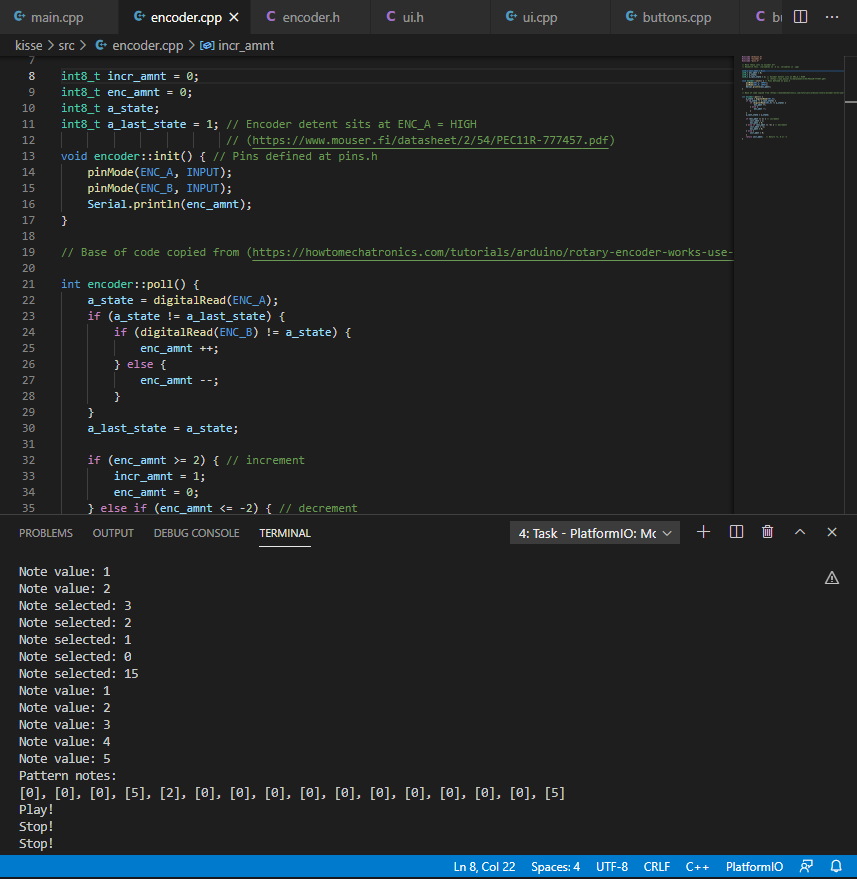 main.cpp encoder.cpp encoder.h ui.h ui.cpp buttons.cpp
kisse > src > encoder.cpp > incr_amnt
7
8 int8_t incr_amnt = 0;
9 int8_t enc_amnt = 0;
10 int8_t a_state;
11 int8_t a_last_state = 1; // Encoder detent sits at ENC_A = HIGH
12 // (https://www.mouser.fi/datasheet/2/54/PEC11R-777457.pdf)
13 void encoder::init() { // Pins defined at pins.h
14 pinMode(ENC_A, INPUT);
15 pinMode(ENC_B, INPUT);
16 Serial.println(enc_amnt);
17 }
18
19 // Base of code copied from (https://howtomechatronics.com/tutorials/arduino/rotary-encoder-works-use-
20
21 int encoder::poll() {
22 a_state = digitalRead(ENC_A);
23 if (a_state != a_last_state) {
24 if (digitalRead(ENC_B) != a_state) {
25 enc_amnt ++;
26 } else {
27 enc_amnt --;
28 }
29 }
30 a_last_state = a_state;
31
32 if (enc_amnt >= 2) { // increment
33 incr_amnt = 1;
34 enc_amnt = 0;
35 } else if (enc_amnt <= -2) { // decrement
PROBLEMS OUTPUT DEBUG CONSOLE TERMINAL 4: Task - PlatformIO: Mc
Note value: 1
Note value: 2
Note selected: 3
Note selected: 2
Note selected: 1
Note selected: 0
Note selected: 15
Note value: 1
Note value: 2
Note value: 3
Note value: 4
Note value: 5
Pattern notes:
[0], [0], [0], [5], [2], [0], [0], [0], [0], [0], [0], [0], [0], [0], [0], [5]
Play!
Stop!
Stop!
Ln 8, Col 22 Spaces: 4 UTF-8 CRLF C++ PlatformIO